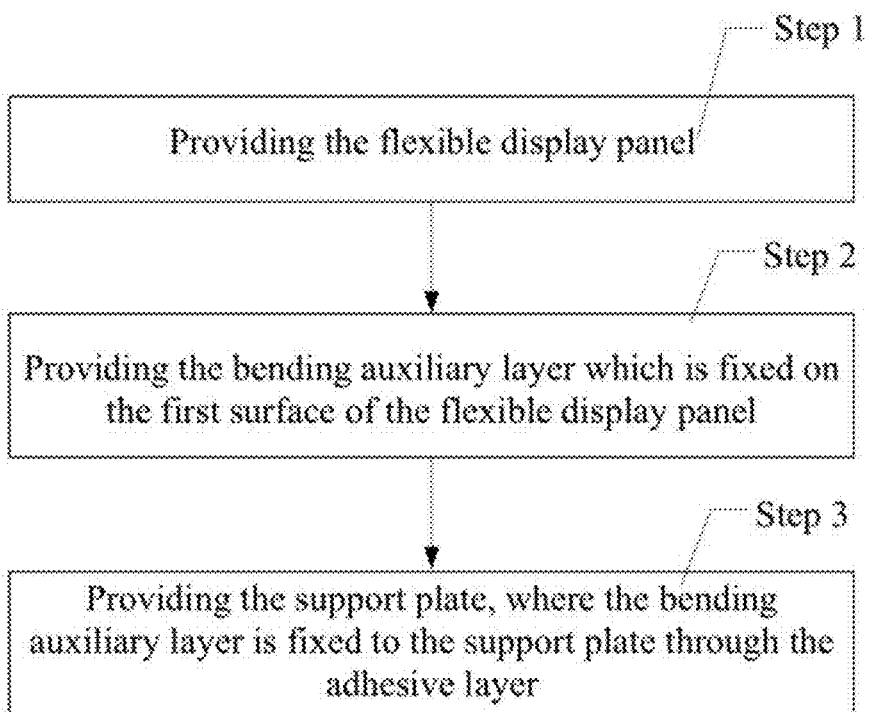 Step 1
Providing the flexible display panel
Step 2
Providing the bending auxiliary layer which is fixed on
the first surface of the flexible display panel
Step 3
Providing the support plate, where the bending
auxiliary layer is fixed to the support plate through the
adhesive layer